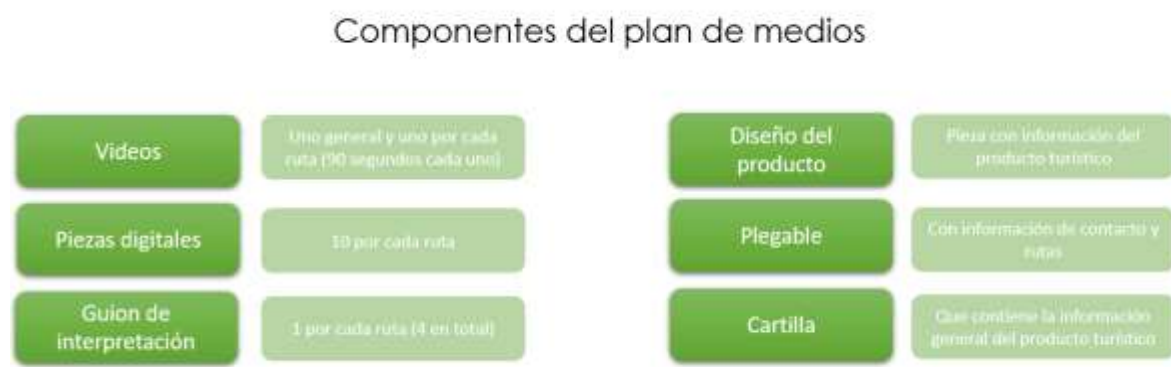 Componentes del plan de medios
Videos
Uno general y uno por cada
ruta (90 segundos cada uno)
Piezas digitales
10 por cada ruta
Guion de
interpretación
1 por cada ruta (4 en total)
Diseño del
producto
Pieza con información del
producto turístico
Plegable
Con información de contacto y
rutas
Cartilla
Que contiene la información
general del producto turístico